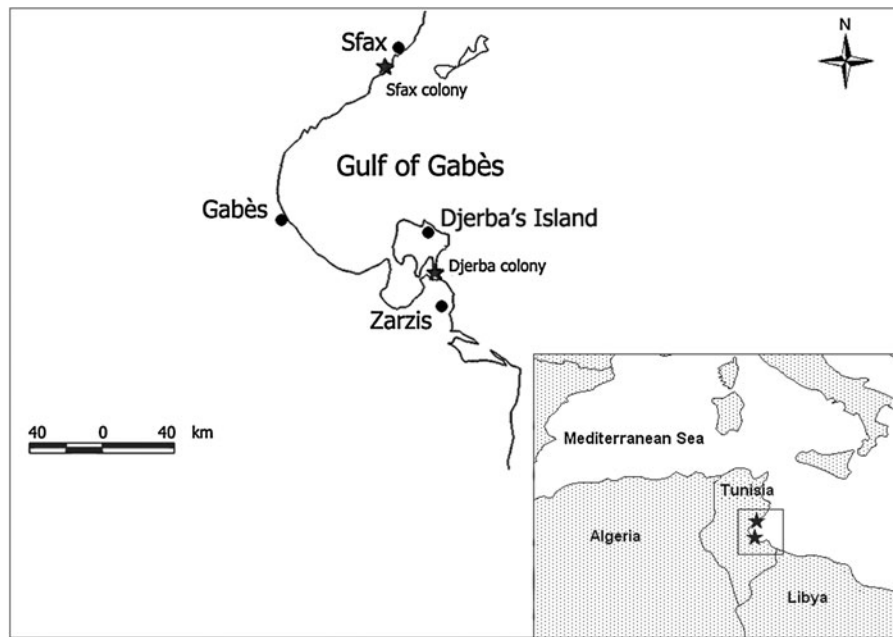 N
Sfax
Sfax colony
Gulf of Gabès
Gabès
Djerba's Island
Djerba colony
Zarzis
40 0 40 km
Mediterranean Sea
Tunisia
Algeria
Libya